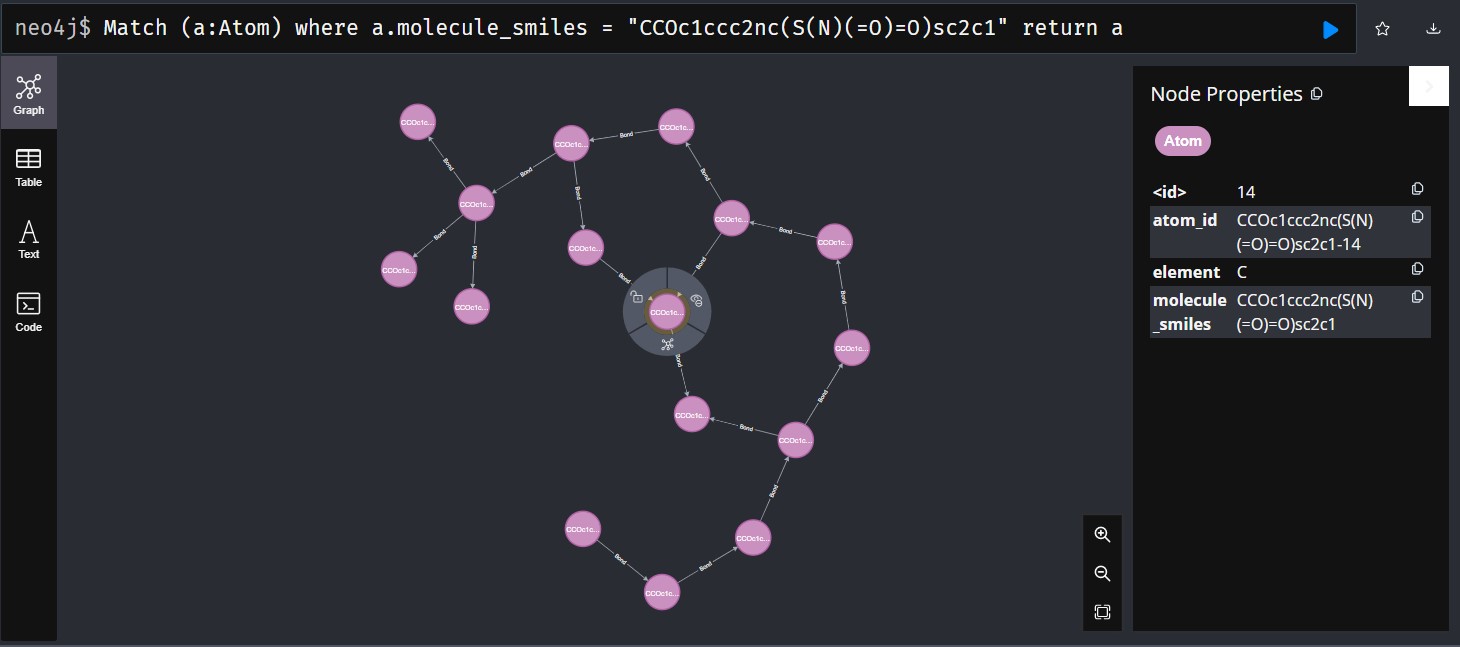 neo4j$ Match (a:Atom) where a.molecule_smiles = "CCOc1ccc2nc(S(N)(=O)=O)sc2c1" return a
Graph
Table
Text
Code
CCOc1c...
CCOc1c...
CCOc1c...
Bond
Bond
Bond
CCOc1c...
Bond
Bond
CCOc1c...
CCOc1c...
Bond
Bond
Bond
CCOc1c...
CCOc1c...
CCOc1c...
Bond
Bond
Bond
CCOc1c...
CCOc1c...
Bond
CCOc1c...
Bond
CCOc1c...
Bond
CCOc1c...
Bond
CCOc1c...
CCOc1c...
Bond
Bond
CCOc1c...
CCOc1c...
Node Properties
Atom
<id> 14
atom_id CCOc1ccc2nc(S(N)
(=O)=O)sc2c1-14
element C
molecule CCOc1ccc2nc(S(N)
_smiles (=O)=O)sc2c1